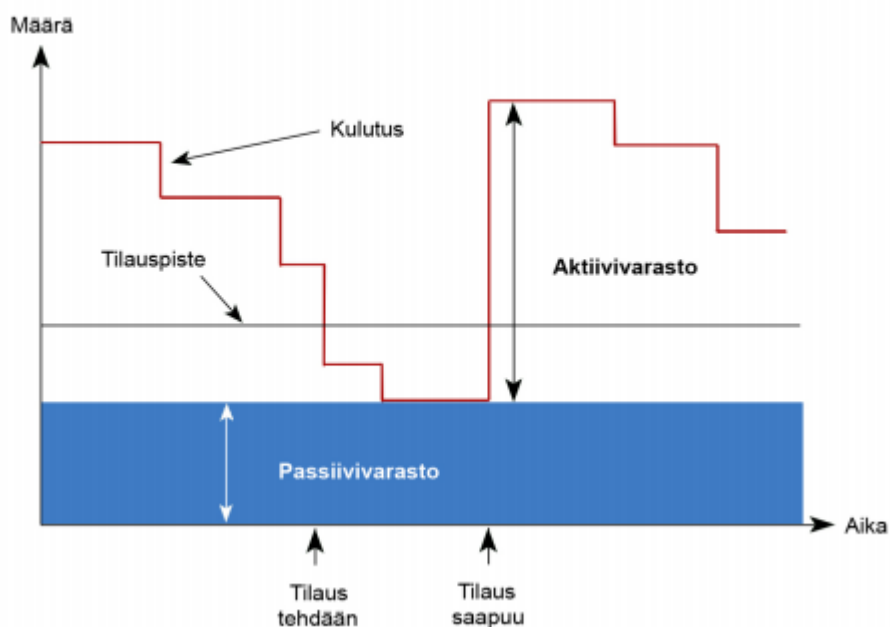 Määrä
Kulutus
Tilauspiste
Aktiivivarasto
Passiivivarasto
Aika
Tilaus
tehdään
Tilaus
saapuu